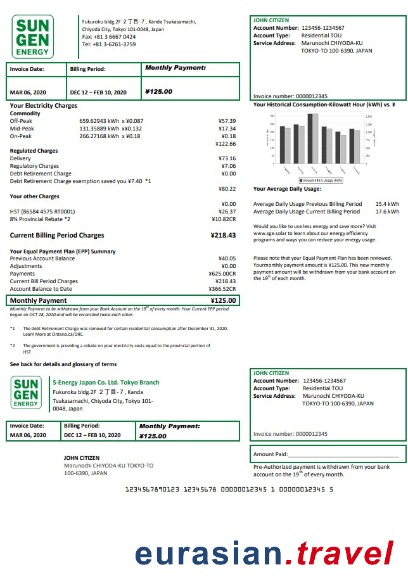 SUN
GEN
ENERGY
Fukuroku bldg.2F 2丁目-7, Kanda Tsukasamachi,
Chiyoda City, Tokyo 101-0048, Japan
Fax: +81 3 6667 0424
Tel: +81 3-6261-3759
JOHN CITIZEN
Account Number: 123456-1234567
Account Type: Residential TOU
Service Address: Marunochi CHIYODA-KU
TOKYO-TO 100-6390, JAPAN
Invoice number: 0000012345
Invoice Date: Billing Period: Monthly Payment:
MAR 06, 2020 DEC 12 – FEB 10, 2020 ¥125.00
Your Electricity Charges
Commodity
Off-Peak 659.62943 kWh x ¥0.087 ¥57.39
Mid-Peak 131.35889 kWh x¥0.132 ¥17.34
On-Peak 266.27168 kWh x ¥0.18 ¥0.18
¥122.66
Regulated Charges
Delivery ¥73.16
Regulatory Charges ¥7.06
Debt Retirement Charge ¥0.00
Debt Retirement Charge exemption saved you ¥7.40 *1
¥80.22
Your other Charges
¥0.00
HST (86584 4575 RT0001) ¥26.37
8% Provincial Rebate *2 ¥10.82CR
Current Billing Period Charges ¥218.43
Your Equal Payment Plan (EPP) Summary
Previous Account Balance ¥40.05
Adjustments ¥0.00
Payments ¥625.00CR
Current Bill Period Charges ¥218.43
Account Balance to Date ¥366.52CR
Monthly Payment ¥125.00
Monthly Payment to be withdrawn from your Bank Account on the 19th of every month. Your Current EPP period
began on OCT 28, 2020 and will be reconciled twice each other.
*1 The debt Retirement Charge was removed for certain residential consumption after December 31, 2020.
Learn More at Ontario.ca/DRC
*2 The government is providing a rebate on your electricity costs equal to the provincial portion of
HST
See back for details and glossary of terms
Your Historical Consumption-Kilowatt Hour (kWh) vs. ¥
Your Average Daily Usage:
Average Daily Usage Previous Billing Period 15.4 kWh
Average Daily Usage Current Billing Period 17.6 kWh
Would you like to use less energy and save more? Visit
www.sge.solar to learn about our energy efficiency
programs and ways you can reduce your energy usage.
Please note that your Equal Payment Plan has been reviewed.
Yourmonthly payment amount is ¥125.00. This new monthly
payment amount will be withdrawn from your bank account on
the 19th of each month.
SUN
GEN
ENERGY
S-Energy Japan Co. Ltd. Tokyo Branch
Fukuroku bldg.2F 2丁目-7, Kanda
Tsukasamachi, Chiyoda City, Tokyo 101-
0048, Japan
JOHN CITIZEN
Account Number: 123456-1234567
Account Type: Residential TOU
Service Address: Marunochi CHIYODA-KU
TOKYO-TO 100-6390, JAPAN
Invoice number: 000012345
Invoice Date: Billing Period: Monthly Payment:
MAR 06, 2020 DEC 12 – FEB 10, 2020 ¥125.00
Amount Paid:
Pre-Authorized payment is withdrawn from your bank
account on the 19th of every month.
JOHN CITIZEN
Marunochi CHIYODA-KU TOKYO-TO
100-6390, JAPAN
1234567890123 12345678 00000012345 1 000000012345 5
eurasian.travel